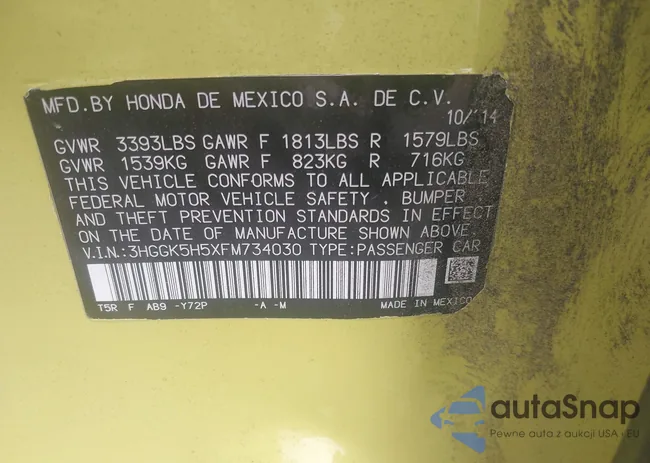 MFD.BY HONDA DE MEXICO S.A. DE C.V.
10/'14
GVWR 3393LBS GAWR F 1813LBS R 1579LBS
GVWR 1539KG GAWR F 823KG R 716KG
THIS VEHICLE CONFORMS TO ALL APPLICABLE
FEDERAL MOTOR VEHICLE SAFETY . BUMPER
AND THEFT PREVENTION STANDARDS IN EFFECT
ON THE DATE OF MANUFACTURE SHOWN ABOVE.
V.I.N.:3HGGK5H5XFM734030 TYPE:PASSENGER CAR
T5R F AB9 -Y72P -A -M MADE IN MEXICO
autaSnap
Pewne auta z aukcji USA · EU